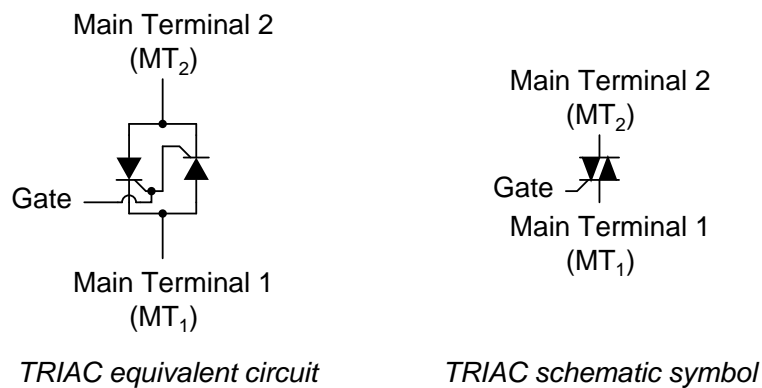 Main Terminal 2
(MT₂)
Gate
Main Terminal 1
(MT₁)
TRIAC equivalent circuit
Main Terminal 2
(MT₂)
Gate
Main Terminal 1
(MT₁)
TRIAC schematic symbol